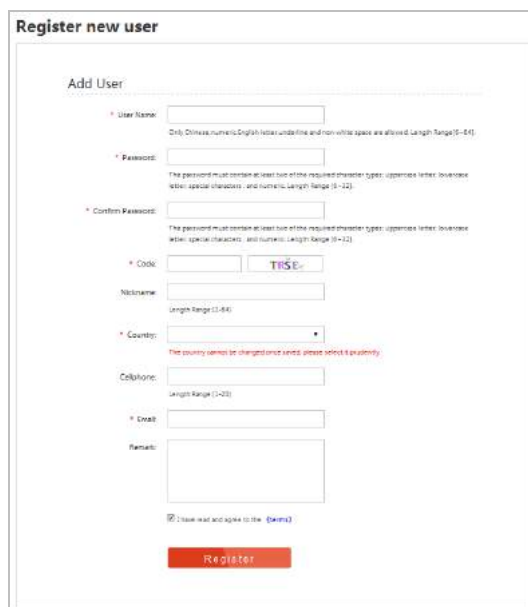 Register new user
Add User
* User Name:
Only Chinese, numeric, English letter, underline and non-white space are allowed. Length Range [6-64].
* Password:
The password must contain at least two of the required character types: uppercase letter, lowercase
letter, special characters, and numeric. Length Range [8-32].
* Confirm Password:
The password must contain at least two of the required character types: uppercase letter, lowercase
letter, special characters, and numeric. Length Range [8-32].
* Code:
Nickname:
Length Range [2-64]
* Country:
The country cannot be changed once saved, please select it prudently
Cellphone:
Length Range [1-20]
* Email:
Remark:
I have read and agree to the {terms}
Register